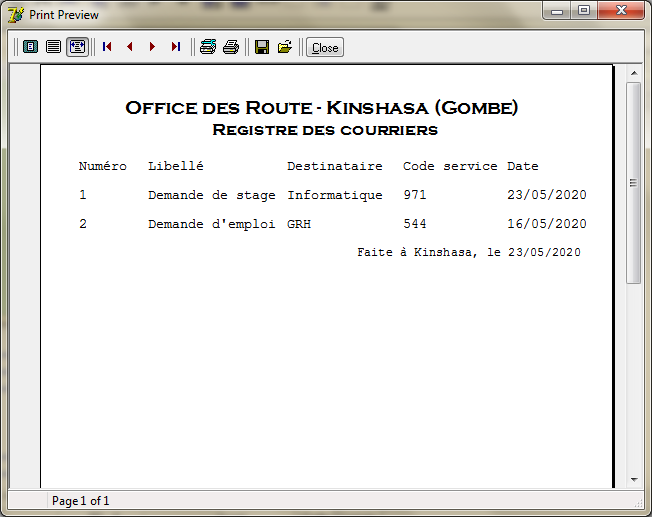 Print Preview
Close
OFFICE DES ROUTE - KINSHASA (GOMBE)
REGISTRE DES COURRIERS
Numéro Libellé Destinataire Code service Date
1 Demande de stage Informatique 971 23/05/2020
2 Demande d'emploi GRH 544 16/05/2020
Faite à Kinshasa, le 23/05/2020
Page1 of 1